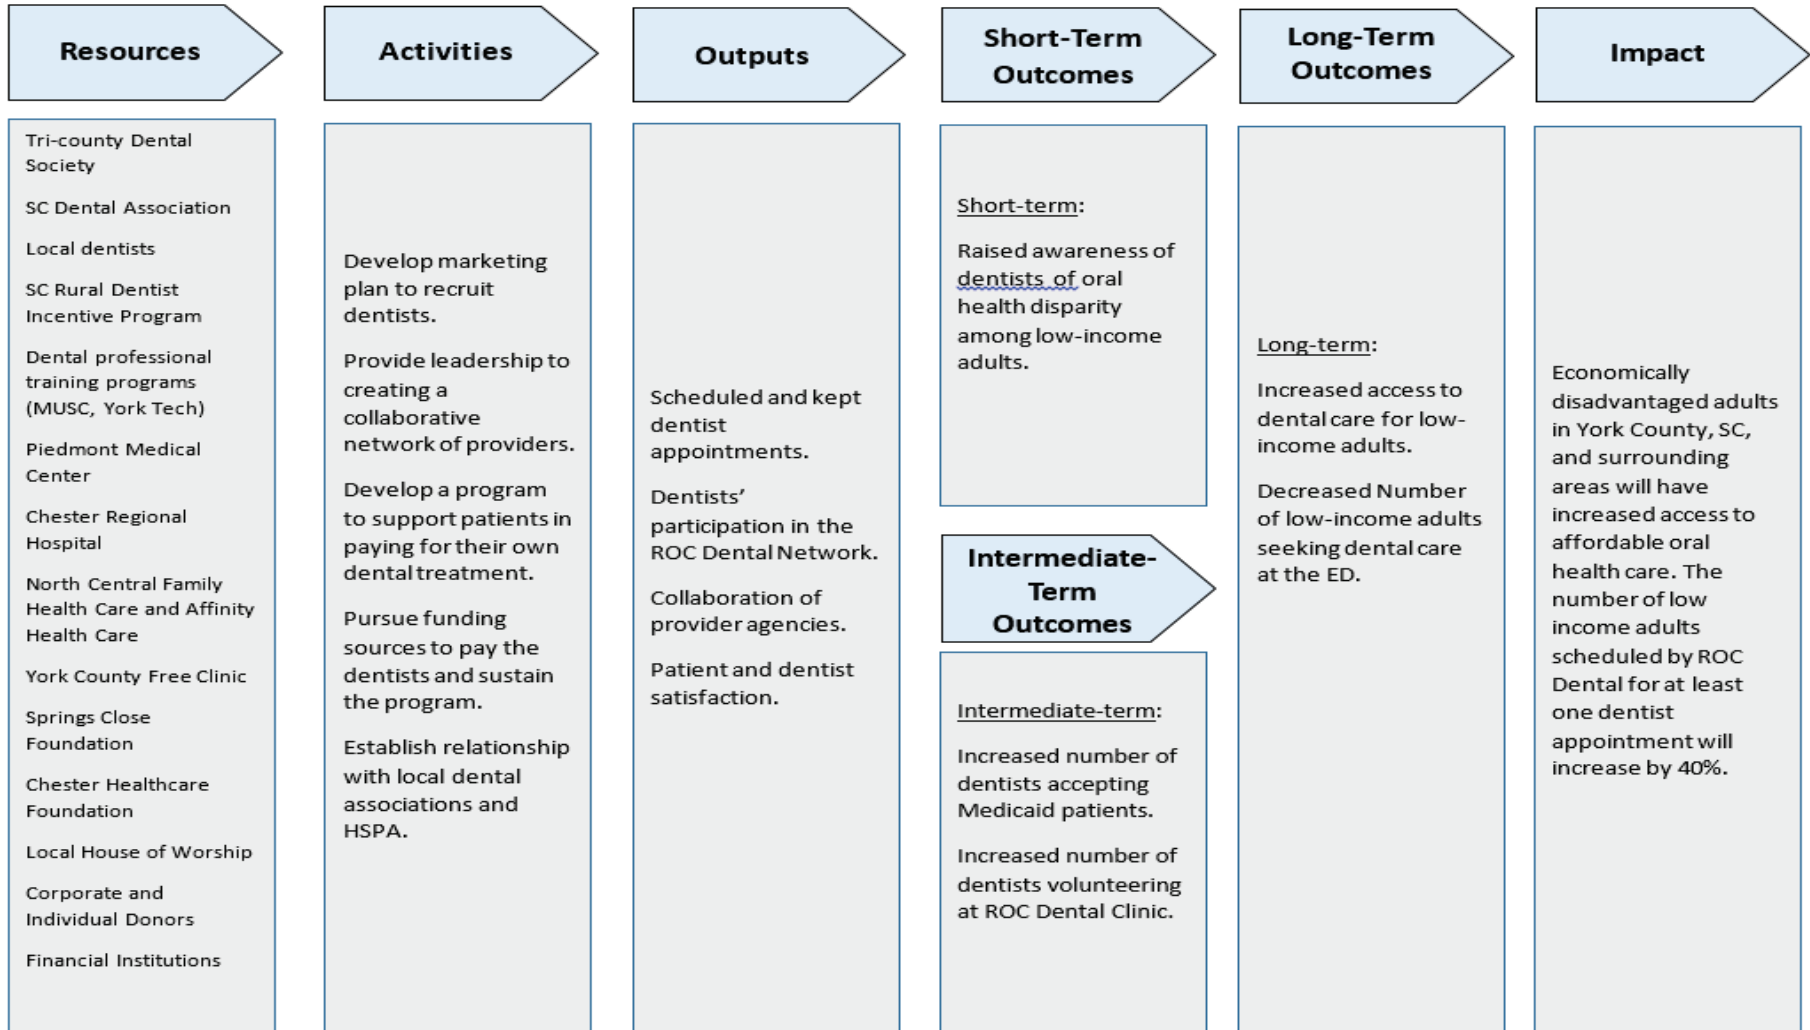 Resources
Tri-county Dental
Society
SC Dental Association
Local dentists
SC Rural Dentist
Incentive Program
Dental professional
training programs
(MUSC, York Tech)
Piedmont Medical
Center
Chester Regional
Hospital
North Central Family
Health Care and Affinity
Health Care
York County Free Clinic
Springs Close
Foundation
Chester Healthcare
Foundation
Local House of Worship
Corporate and
Individual Donors
Financial Institutions
Activities
Develop marketing
plan to recruit
dentists.
Provide leadership to
creating a
collaborative
network of providers.
Develop a program
to support patients in
paying for their own
dental treatment.
Pursue funding
sources to pay the
dentists and sustain
the program.
Establish relationship
with local dental
associations and
HSPA.
Outputs
Scheduled and kept
dentist
appointments.
Dentists’
participation in the
ROC Dental Network.
Collaboration of
provider agencies.
Patient and dentist
satisfaction.
Short-Term
Outcomes
Short-term:
Raised awareness of
dentists of oral
health disparity
among low-income
adults.
Intermediate-
Term
Outcomes
Intermediate-term:
Increased number of
dentists accepting
Medicaid patients.
Increased number of
dentists volunteering
at ROC Dental Clinic.
Long-Term
Outcomes
Long-term:
Increased access to
dental care for low-
income adults.
Decreased Number
of low-income adults
seeking dental care
at the ED.
Impact
Economically
disadvantaged adults
in York County, SC,
and surrounding
areas will have
increased access to
affordable oral
health care. The
number of low
income adults
scheduled by ROC
Dental for at least
one dentist
appointment will
increase by 40%.